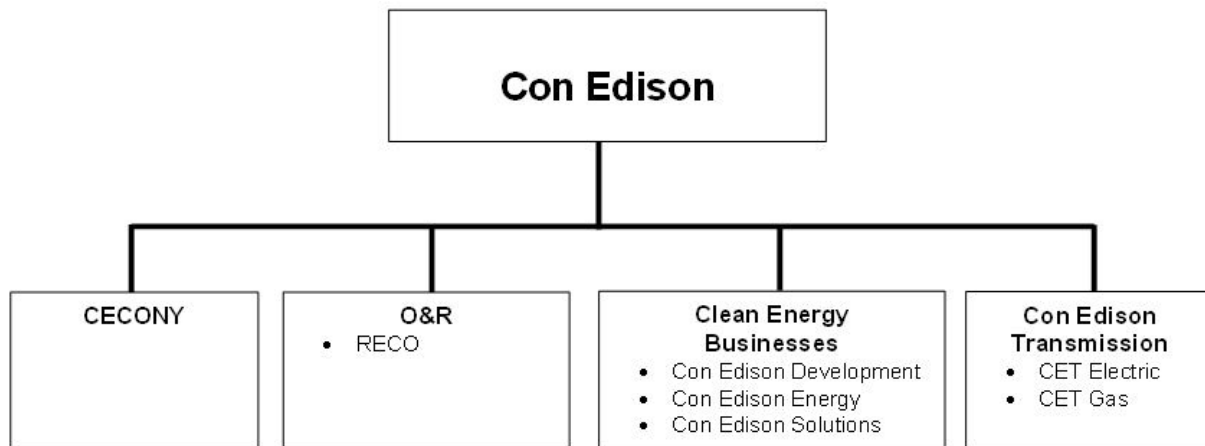 Con Edison
CECONY
O&R
• RECO
Clean Energy
Businesses
• Con Edison Development
• Con Edison Energy
• Con Edison Solutions
Con Edison
Transmission
• CET Electric
• CET Gas